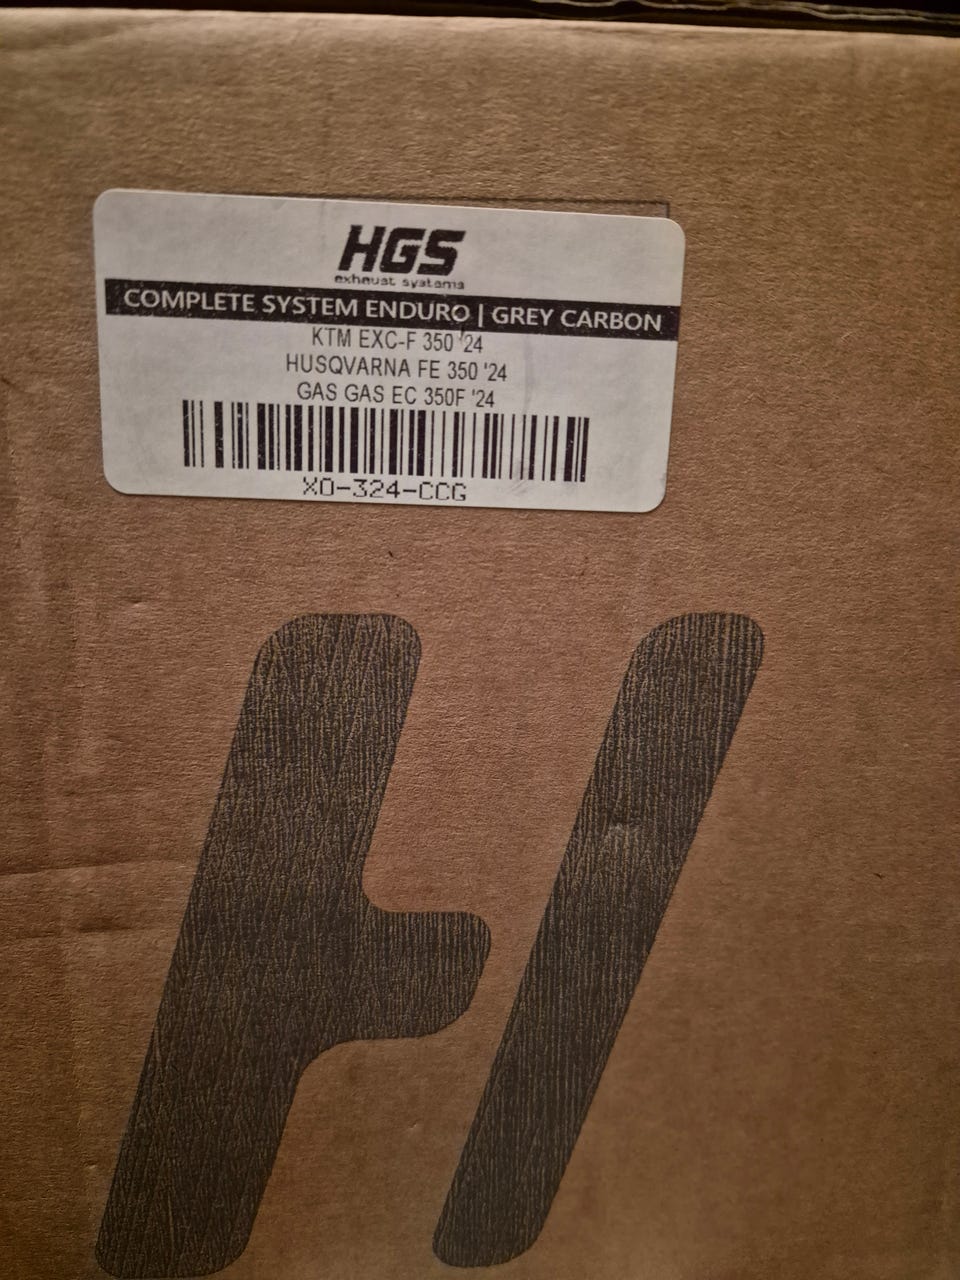 HGS
exhaust systems
COMPLETE SYSTEM ENDURO | GREY CARBON
KTM EXC-F 350 '24
HUSQVARNA FE 350 '24
GAS GAS EC 350F '24
XO-324-CCG
H